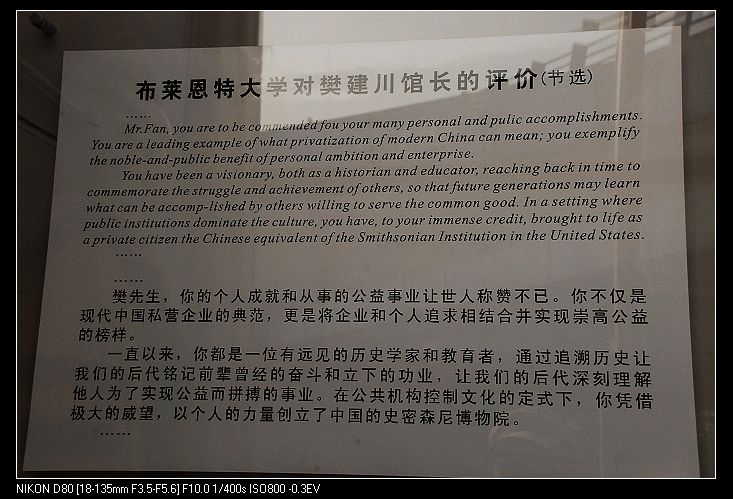 布莱恩特大学对樊建川馆长的评价(节选)
......
Mr.Fan, you are to be commended fou your many personal and pulic accomplishments.
You are a leading example of what privatization of modern China can mean; you exemplify
the noble-and-public benefit of personal ambition and enterprise.
You have been a visionary, both as a historian and educator, reaching back in time to
commemorate the struggle and achievement of others, so that future generations may learn
what can be accomp-lished by others willing to serve the common good. In a setting where
public institutions dominate the culture, you have, to your immense credit, brought to life as
a private citizen the Chinese equivalent of the Smithsonian Institution in the United States.
......
......
樊先生，你的个人成就和从事的公益事业让世人称赞不已。你不仅是
现代中国私营企业的典范，更是将企业和个人追求相结合并实现崇高公益
的榜样。
一直以来，你都是一位有远见的历史学家和教育者，通过追溯历史让
我们的后代铭记前辈曾经的奋斗和立下的功业，让我们的后代深刻理解
他人为了实现公益而拼搏的事业。在公共机构控制文化的定式下，你凭借
极大的威望，以个人的力量创立了中国的史密森尼博物院。
......
NIKON D80 [18-135mm F3.5-F5.6] F10.0 1/400s ISO800 -0.3EV